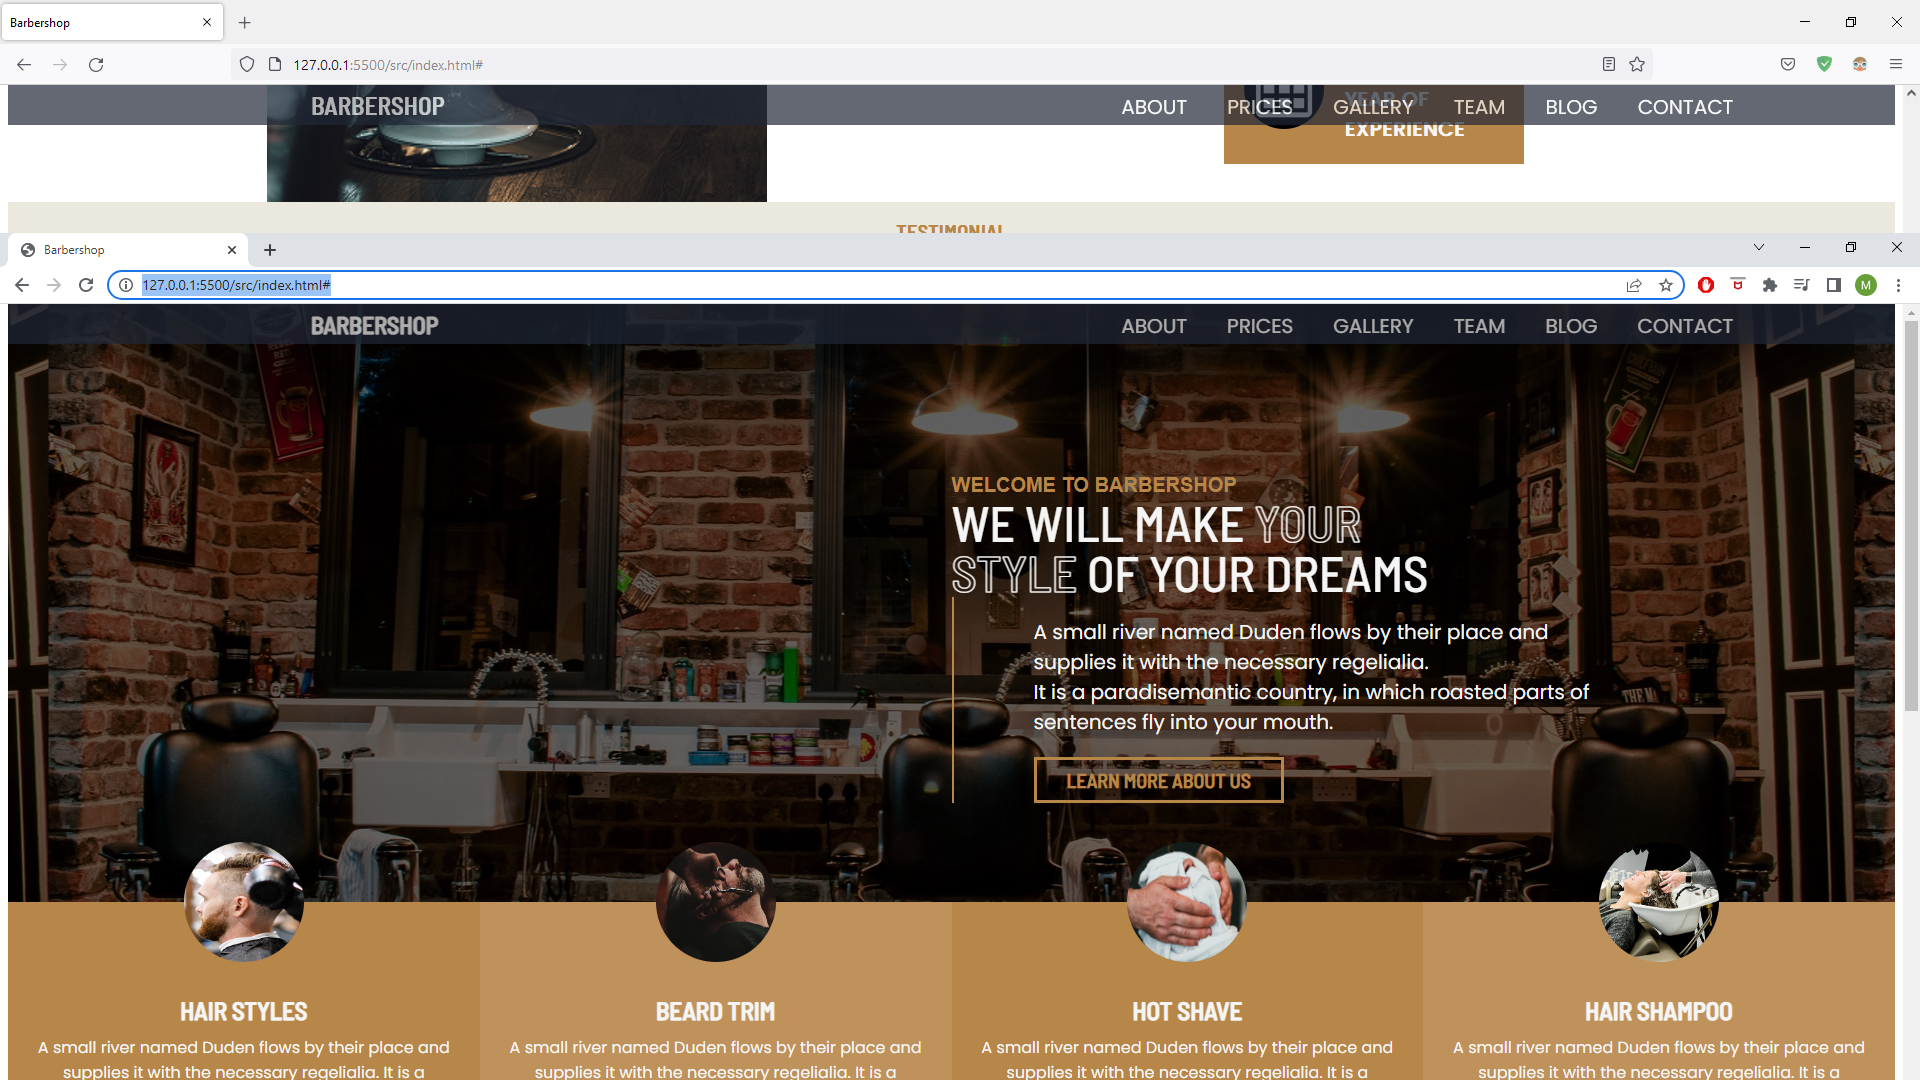 Barbershop
127.0.0.1:5500/src/index.html#
BARBERSHOP ABOUT PRICES GALLERY TEAM BLOG CONTACT
YEAR OF
EXPERIENCE
TESTIMONIAL
Barbershop
127.0.0.1:5500/src/index.html#
M
BARBERSHOP ABOUT PRICES GALLERY TEAM BLOG CONTACT
WELCOME TO BARBERSHOP
WE WILL MAKE YOUR
STYLE OF YOUR DREAMS
A small river named Duden flows by their place and
supplies it with the necessary regelialia.
It is a paradisemantic country, in which roasted parts of
sentences fly into your mouth.
LEARN MORE ABOUT US
HAIR STYLES
A small river named Duden flows by their place and
supplies it with the necessary regelialia. It is a
BEARD TRIM
A small river named Duden flows by their place and
supplies it with the necessary regelialia. It is a
HOT SHAVE
A small river named Duden flows by their place and
supplies it with the necessary regelialia. It is a
HAIR SHAMPOO
A small river named Duden flows by their place and
supplies it with the necessary regelialia. It is a